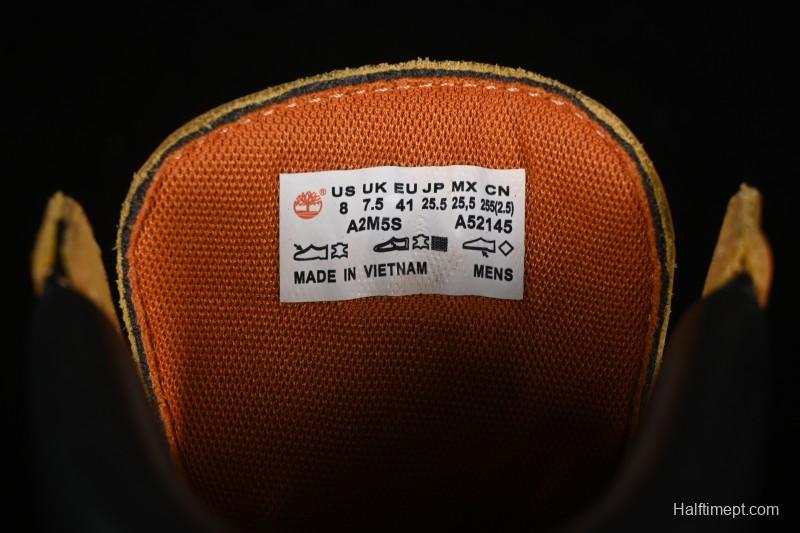 ® US UK EU JP MX CN
8 7.5 41 25.5 25,5 255(2.5)
A2M5S A52145
MADE IN VIETNAM MENS
Halftimept.com